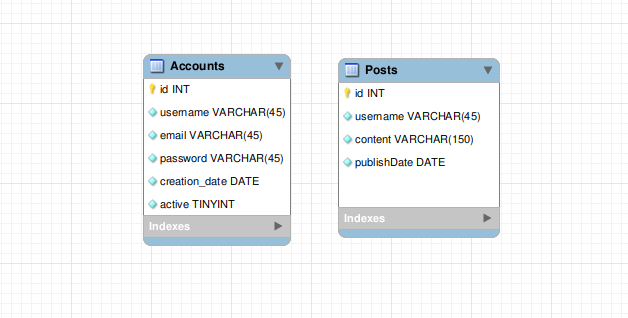 Accounts
id INT
username VARCHAR(45)
email VARCHAR(45)
password VARCHAR(45)
creation_date DATE
active TINYINT
Indexes
Posts
id INT
username VARCHAR(45)
content VARCHAR(150)
publishDate DATE
Indexes